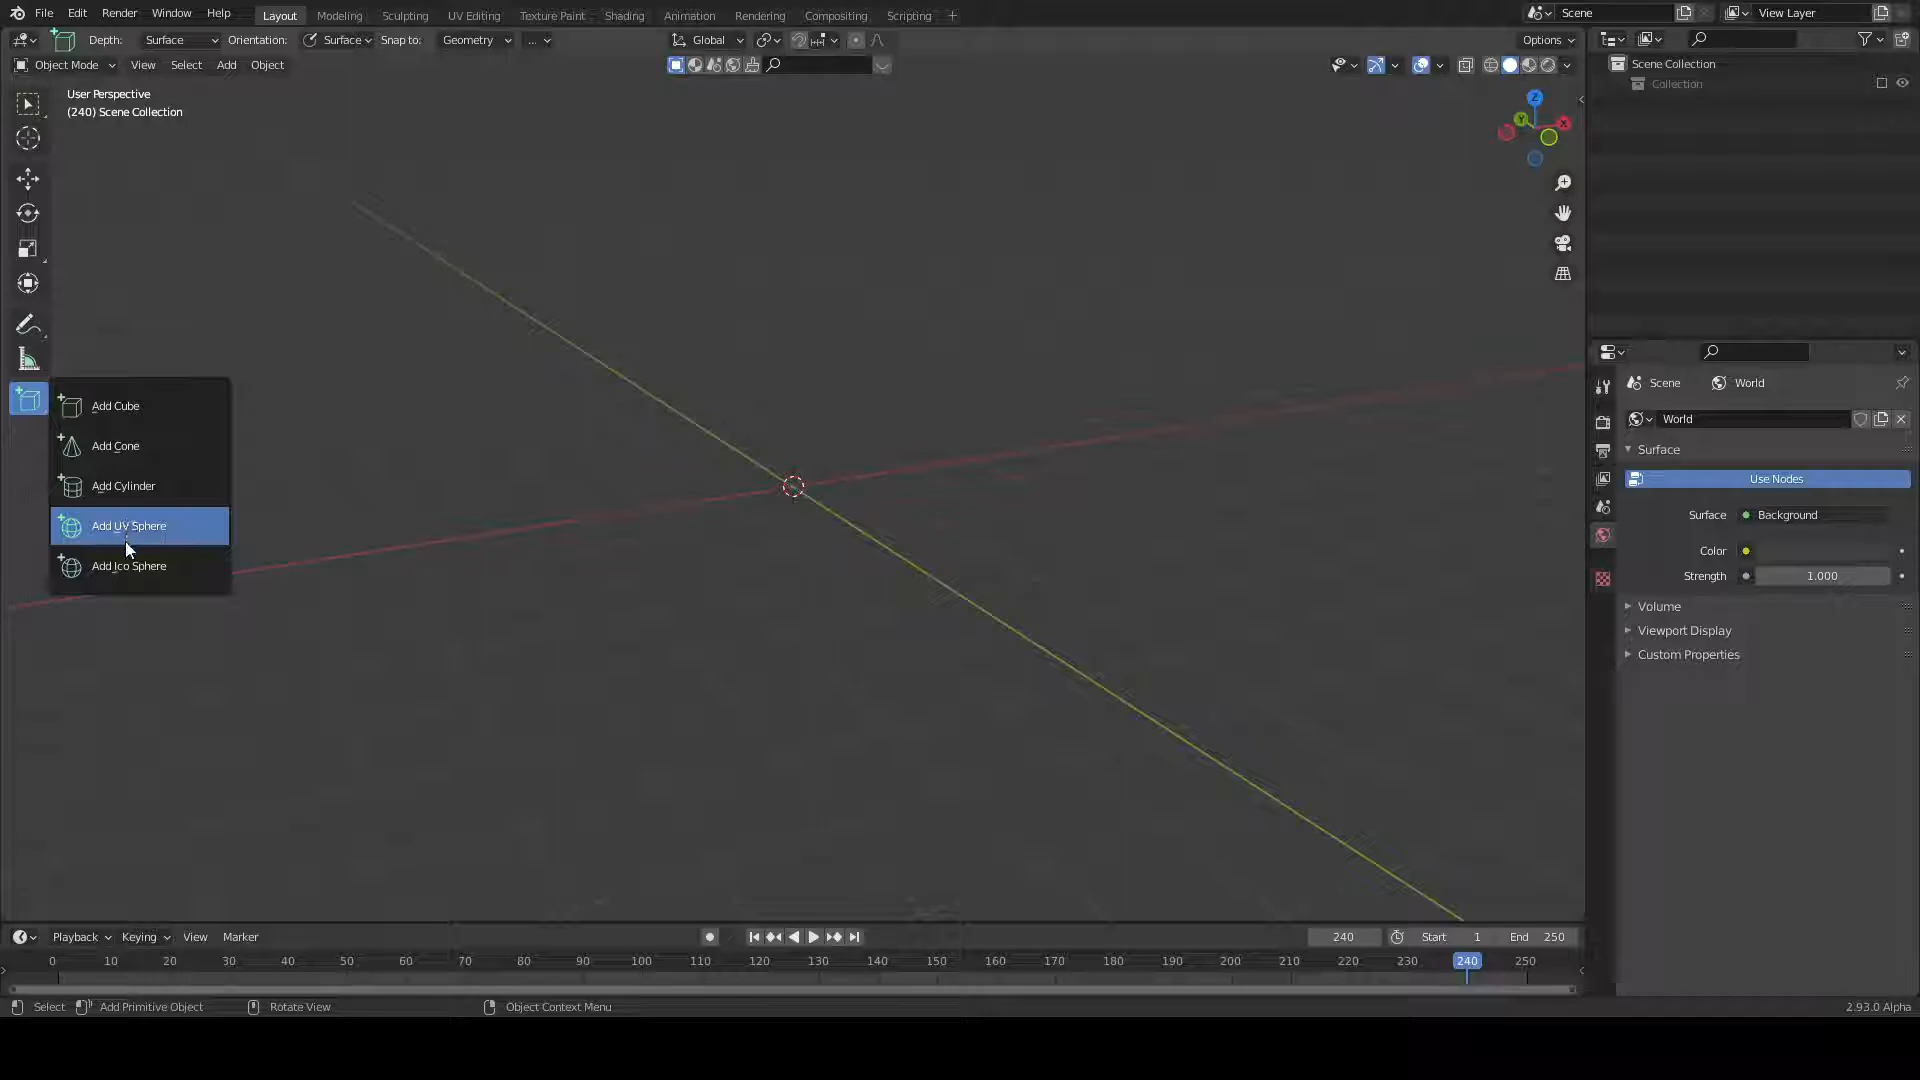 File Edit Render Window Help Layout Modeling Sculpting UV Editing Texture Paint Shading Animation Rendering Compositing Scripting + Scene View Layer
Depth: Surface Orientation: Surface Snap to: Geometry ... Global Options
Object Mode View Select Add Object
Scene Collection
Collection
User Perspective
(240) Scene Collection
Z
Y
X
Add Cube
Add Cone
Add Cylinder
Add UV Sphere
Add Ico Sphere
Scene World
World
Surface
Use Nodes
Surface Background
Color
Strength 1.000
Volume
Viewport Display
Custom Properties
Playback Keying View Marker 240 Start 1 End 250
0 10 20 30 40 50 60 70 80 90 100 110 120 130 140 150 160 170 180 190 200 210 220 230 240 250
Select Add Primitive Object Rotate View Object Context Menu 2.93.0 Alpha